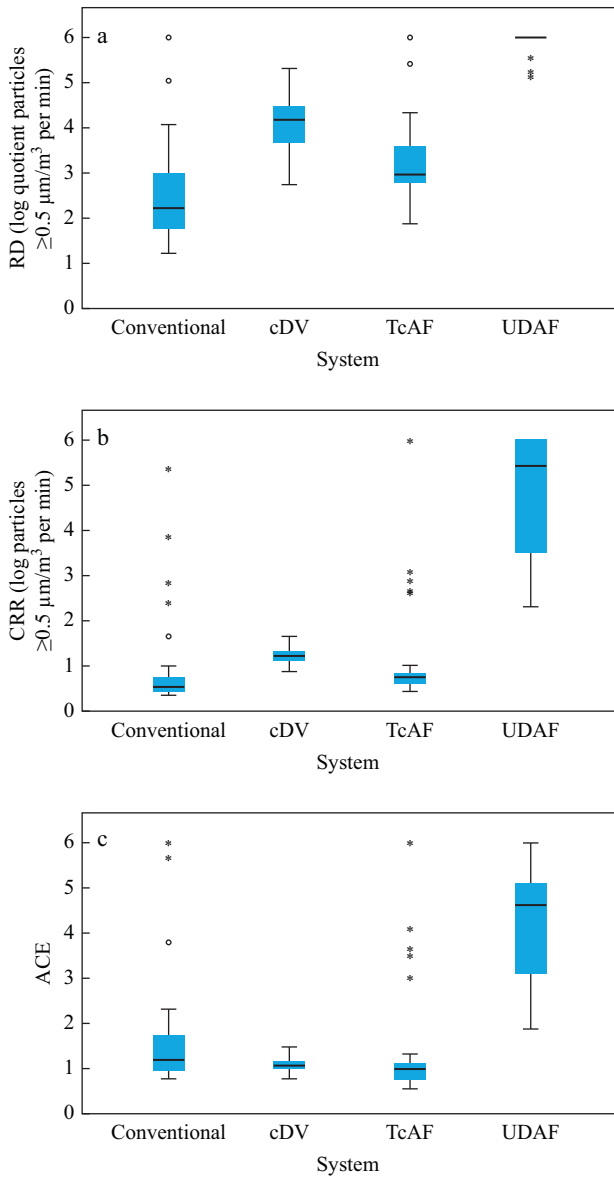 a
RD (log quotient particles
≥0.5 μm/m³ per min)
6
5
4
3
2
1
0
Conventional cDV TcAF UDAF
System
b
CRR (log particles
≥0.5 μm/m³ per min)
6
5
4
3
2
1
0
Conventional cDV TcAF UDAF
System
c
ACE
6
5
4
3
2
1
0
Conventional cDV TcAF UDAF
System